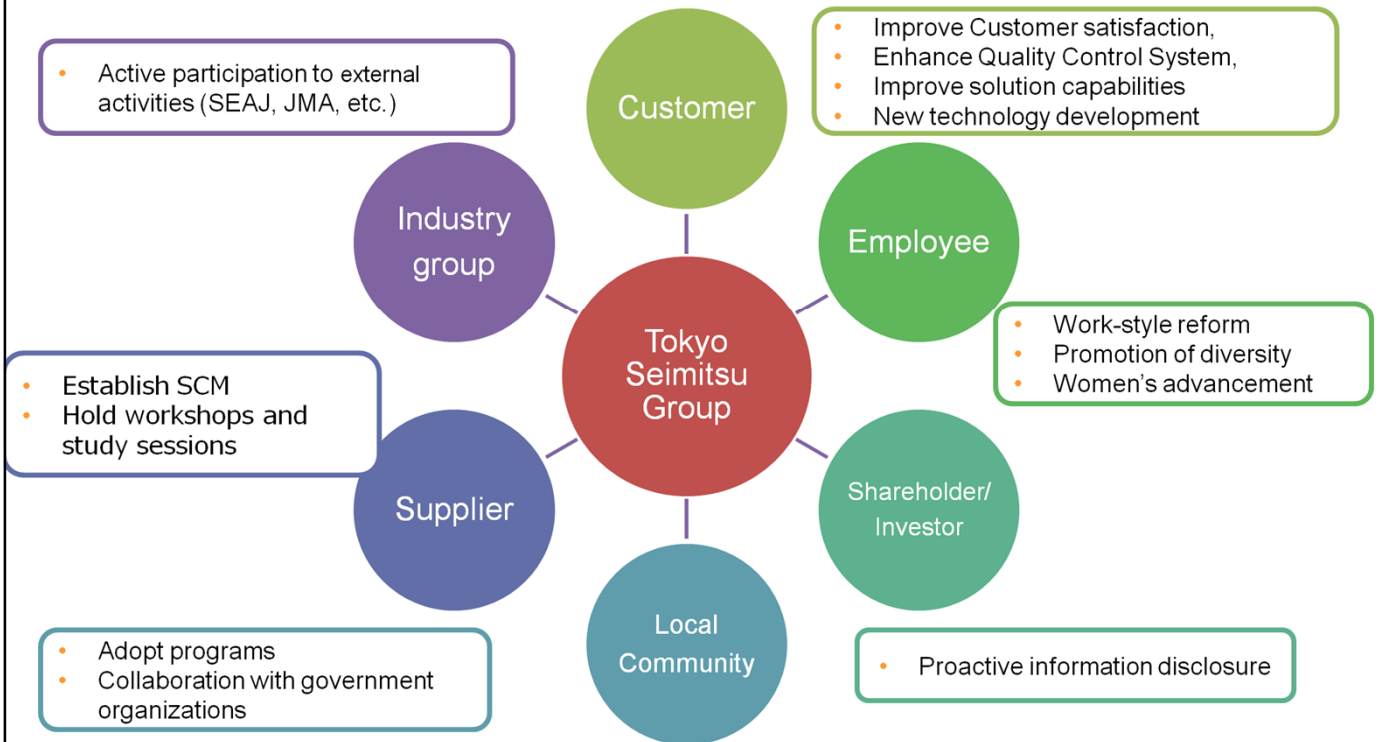 • Active participation to external
activities (SEAJ, JMA, etc.)
Customer
• Improve Customer satisfaction,
• Enhance Quality Control System,
• Improve solution capabilities
• New technology development
Industry
group
Employee
• Work-style reform
• Promotion of diversity
• Women’s advancement
Tokyo
Seimitsu
Group
• Establish SCM
• Hold workshops and
study sessions
Supplier
Shareholder/
Investor
Local
Community
• Adopt programs
• Collaboration with government
organizations
• Proactive information disclosure